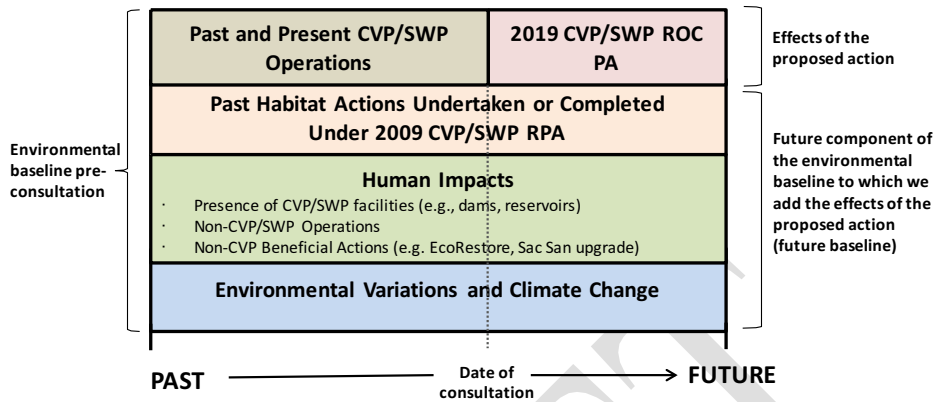 Past and Present CVP/SWP
Operations
2019 CVP/SWP ROC
PA
Effects of the
proposed action
Past Habitat Actions Undertaken or Completed
Under 2009 CVP/SWP RPA
Environmental
baseline pre-
consultation
Human Impacts
· Presence of CVP/SWP facilities (e.g., dams, reservoirs)
· Non-CVP/SWP Operations
· Non-CVP Beneficial Actions (e.g. EcoRestore, Sac San upgrade)
Future component of
the environmental
baseline to which we
add the effects of the
proposed action
(future baseline)
Environmental Variations and Climate Change
PAST
Date of
consultation
FUTURE